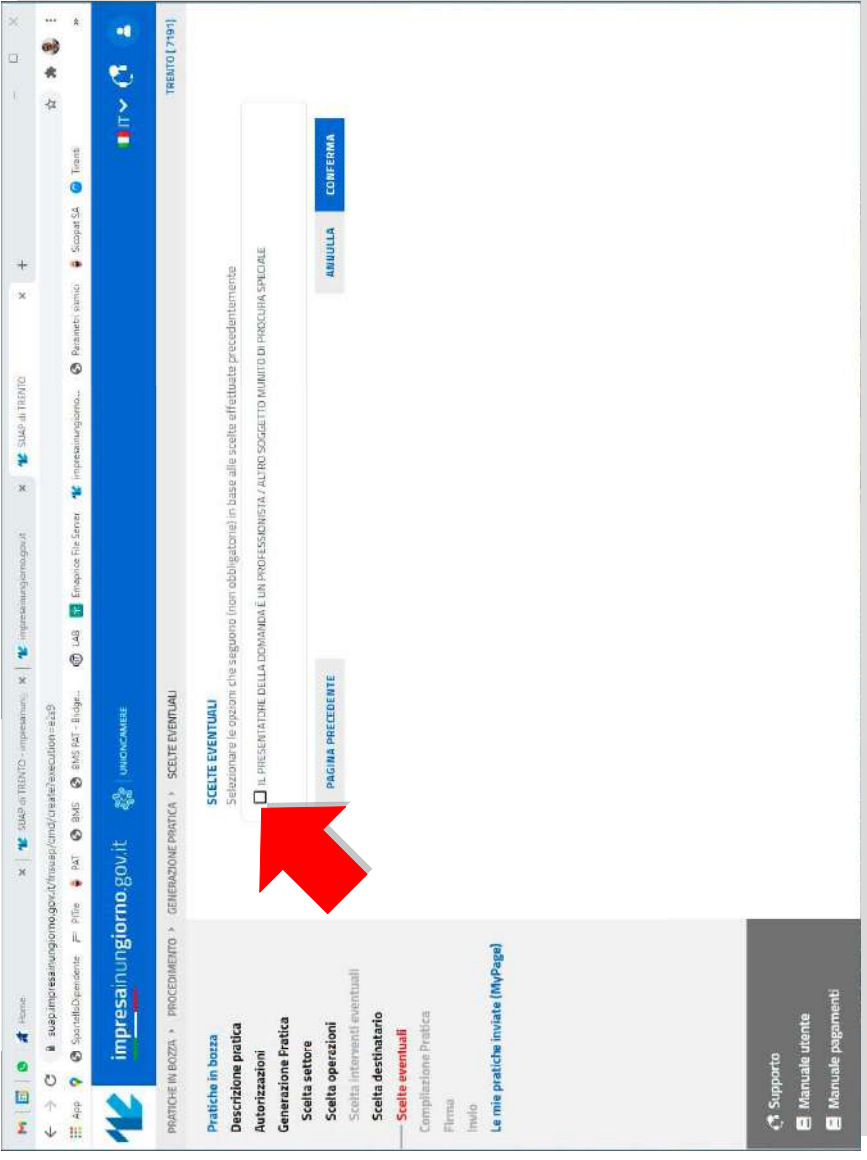 Home
SUAP di TRENTO - impresainung
impresainungiorno.gov.it
SUAP di TRENTO
suap.impresainungiorno.gov.it/fnsuap/cmd/create?execution=e2s9
App
SportelloDipendente
PiTre
PAT
BMS
BMS PAT - Bridge...
LAB
Emaprice File Server
impresainungiorno...
Parametri sismici
Sicopat SA
Tiranti
impresainungiorno.gov.it
UNIONCAMERE
IT
PRATICHE IN BOZZA > PROCEDIMENTO > GENERAZIONE PRATICA > SCELTE EVENTUALI
TRENTO [ 7191]
Pratiche in bozza
Descrizione pratica
Autorizzazioni
Generazione Pratica
Scelta settore
Scelta operazioni
Scelta interventi eventuali
Scelta destinatario
Scelte eventuali
Compilazione Pratica
Firma
Invio
Le mie pratiche inviate (MyPage)
SCELTE EVENTUALI
Selezionare le opzioni che seguono (non obbligatorie) in base alle scelte effettuate precedentemente
IL PRESENTATORE DELLA DOMANDA È UN PROFESSIONISTA / ALTRO SOGGETTO MUNITO DI PROCURA SPECIALE
PAGINA PRECEDENTE
ANNULLA
CONFERMA
Supporto
Manuale utente
Manuale pagamenti